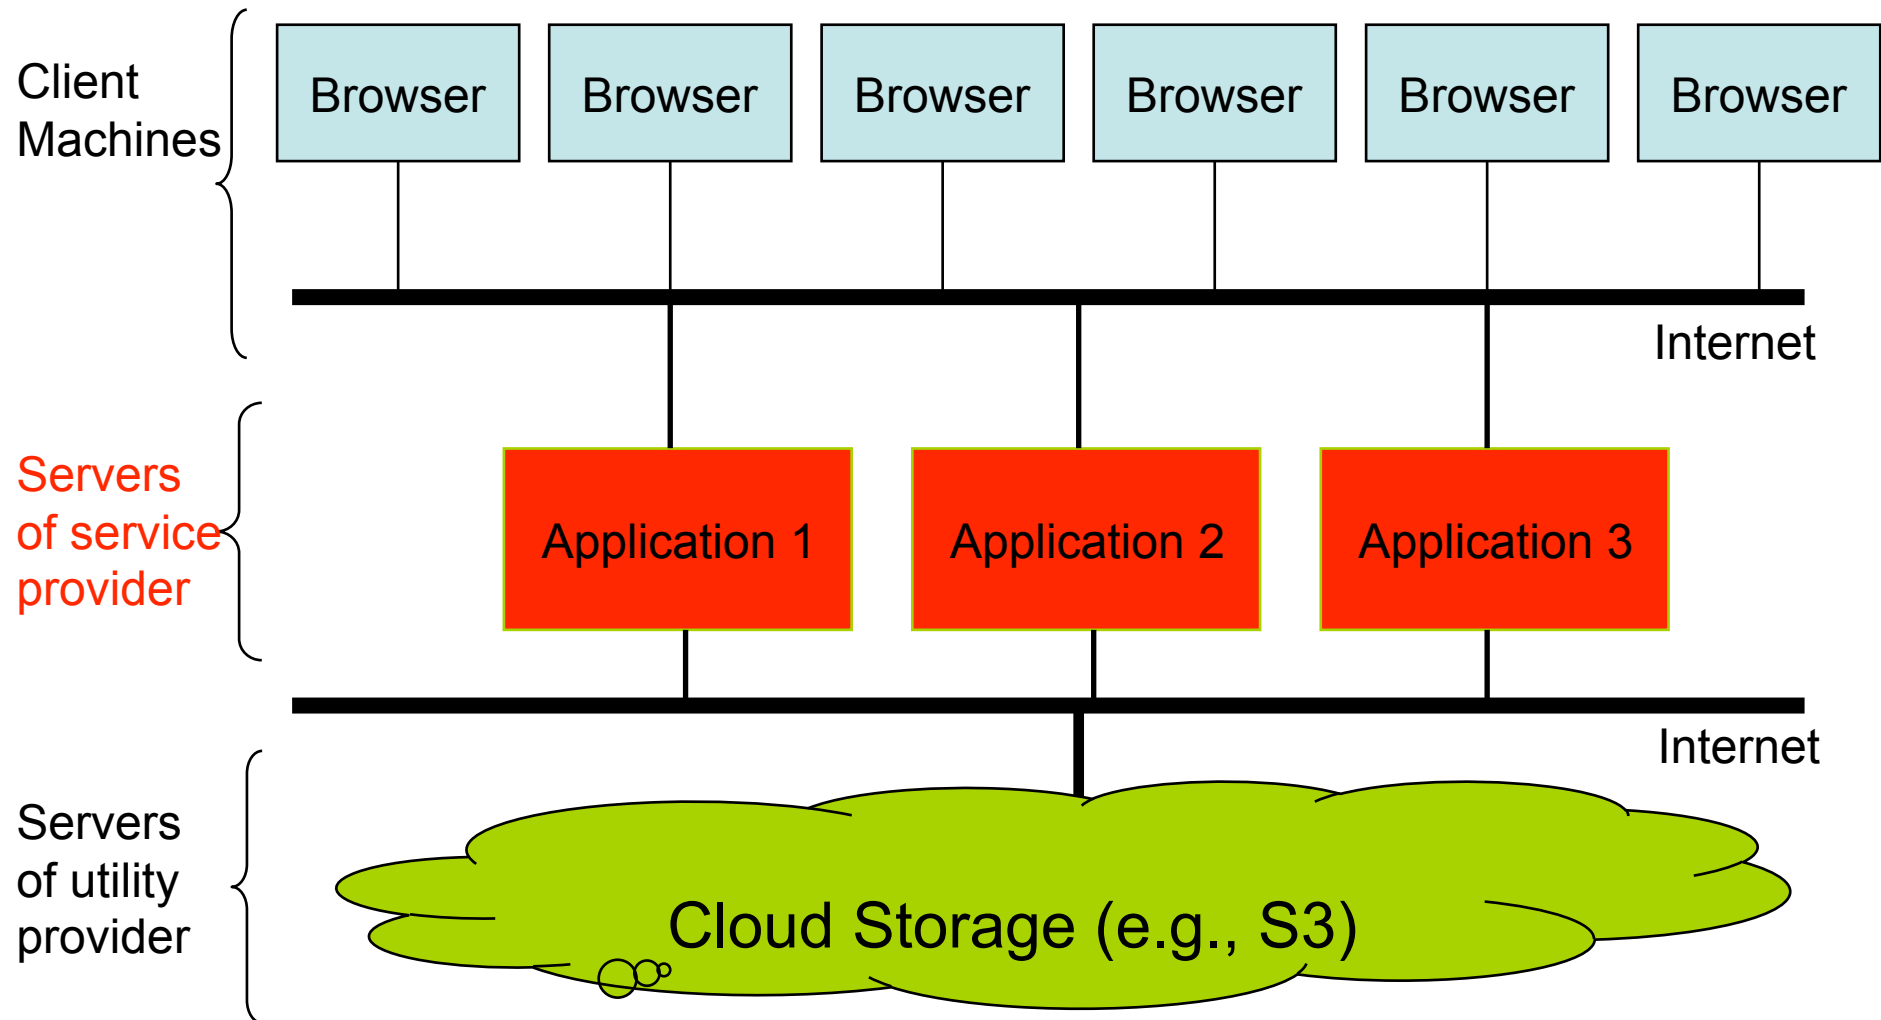 Client
Machines
Browser
Browser
Browser
Browser
Browser
Browser
Internet
Servers
of service
provider
Application 1
Application 2
Application 3
Internet
Servers
of utility
provider
Cloud Storage (e.g., S3)